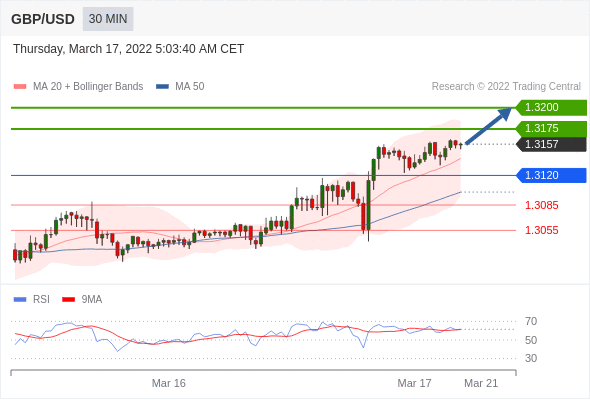 GBP/USD 30 MIN
Thursday, March 17, 2022 5:03:40 AM CET
MA 20 + Bollinger Bands MA 50 Research © 2022 Trading Central
1.3200
1.3175
1.3157
1.3120
1.3085
1.3055
RSI 9MA
70
50
30
Mar 16 Mar 17 Mar 21